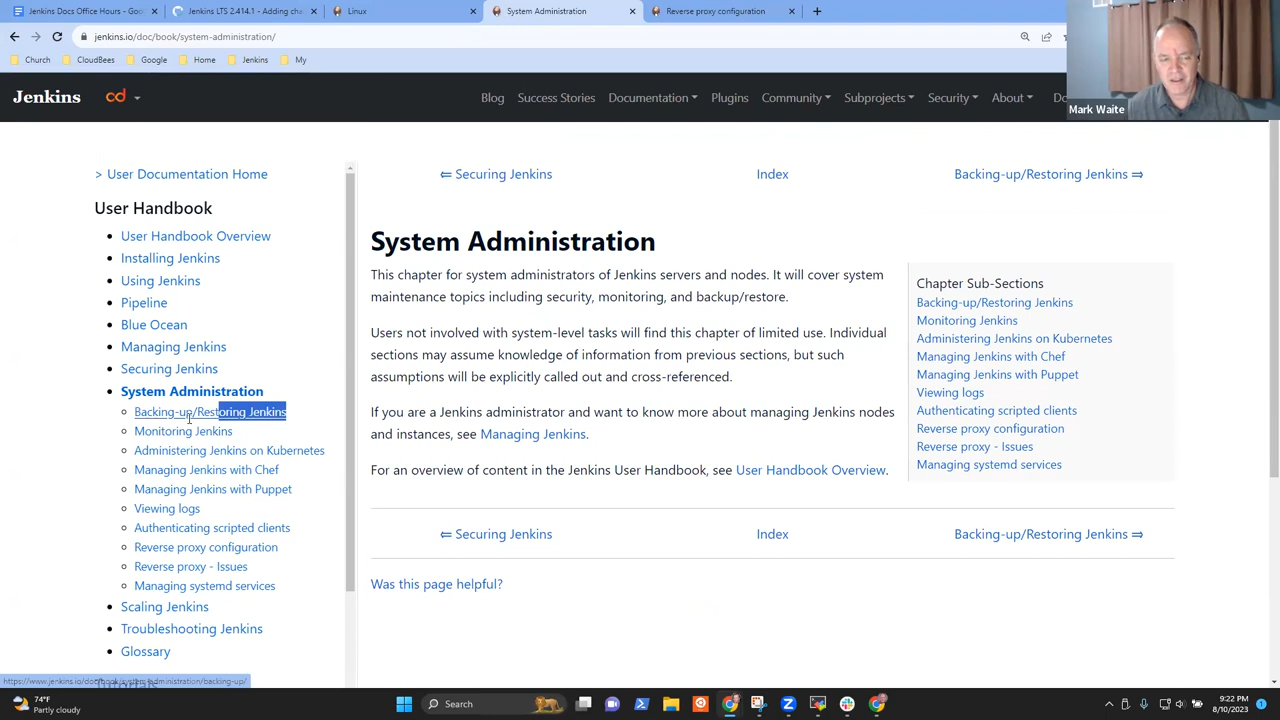 Jenkins Docs Office Hours - Goo
Jenkins LTS 2.414.1 - Adding cha
Linux
System Administration
Reverse proxy configuration
jenkins.io/doc/book/system-administration/
Church
CloudBees
Google
Home
Jenkins
My
Mark Waite
Jenkins
cd
Blog
Success Stories
Documentation
Plugins
Community
Subprojects
Security
About
Do
> User Documentation Home
User Handbook
User Handbook Overview
Installing Jenkins
Using Jenkins
Pipeline
Blue Ocean
Managing Jenkins
Securing Jenkins
System Administration
Backing-up/Restoring Jenkins
Monitoring Jenkins
Administering Jenkins on Kubernetes
Managing Jenkins with Chef
Managing Jenkins with Puppet
Viewing logs
Authenticating scripted clients
Reverse proxy configuration
Reverse proxy - Issues
Managing systemd services
Scaling Jenkins
Troubleshooting Jenkins
Glossary
Tutorials
⇐ Securing Jenkins
Index
Backing-up/Restoring Jenkins ⇒
System Administration
This chapter for system administrators of Jenkins servers and nodes. It will cover system
maintenance topics including security, monitoring, and backup/restore.
Users not involved with system-level tasks will find this chapter of limited use. Individual
sections may assume knowledge of information from previous sections, but such
assumptions will be explicitly called out and cross-referenced.
If you are a Jenkins administrator and want to know more about managing Jenkins nodes
and instances, see Managing Jenkins.
For an overview of content in the Jenkins User Handbook, see User Handbook Overview.
Chapter Sub-Sections
Backing-up/Restoring Jenkins
Monitoring Jenkins
Administering Jenkins on Kubernetes
Managing Jenkins with Chef
Managing Jenkins with Puppet
Viewing logs
Authenticating scripted clients
Reverse proxy configuration
Reverse proxy - Issues
Managing systemd services
⇐ Securing Jenkins
Index
Backing-up/Restoring Jenkins ⇒
Was this page helpful?
https://www.jenkins.io/doc/book/system-administration/backing-up/
74°F
Partly cloudy
Search
9:22 PM
8/10/2023